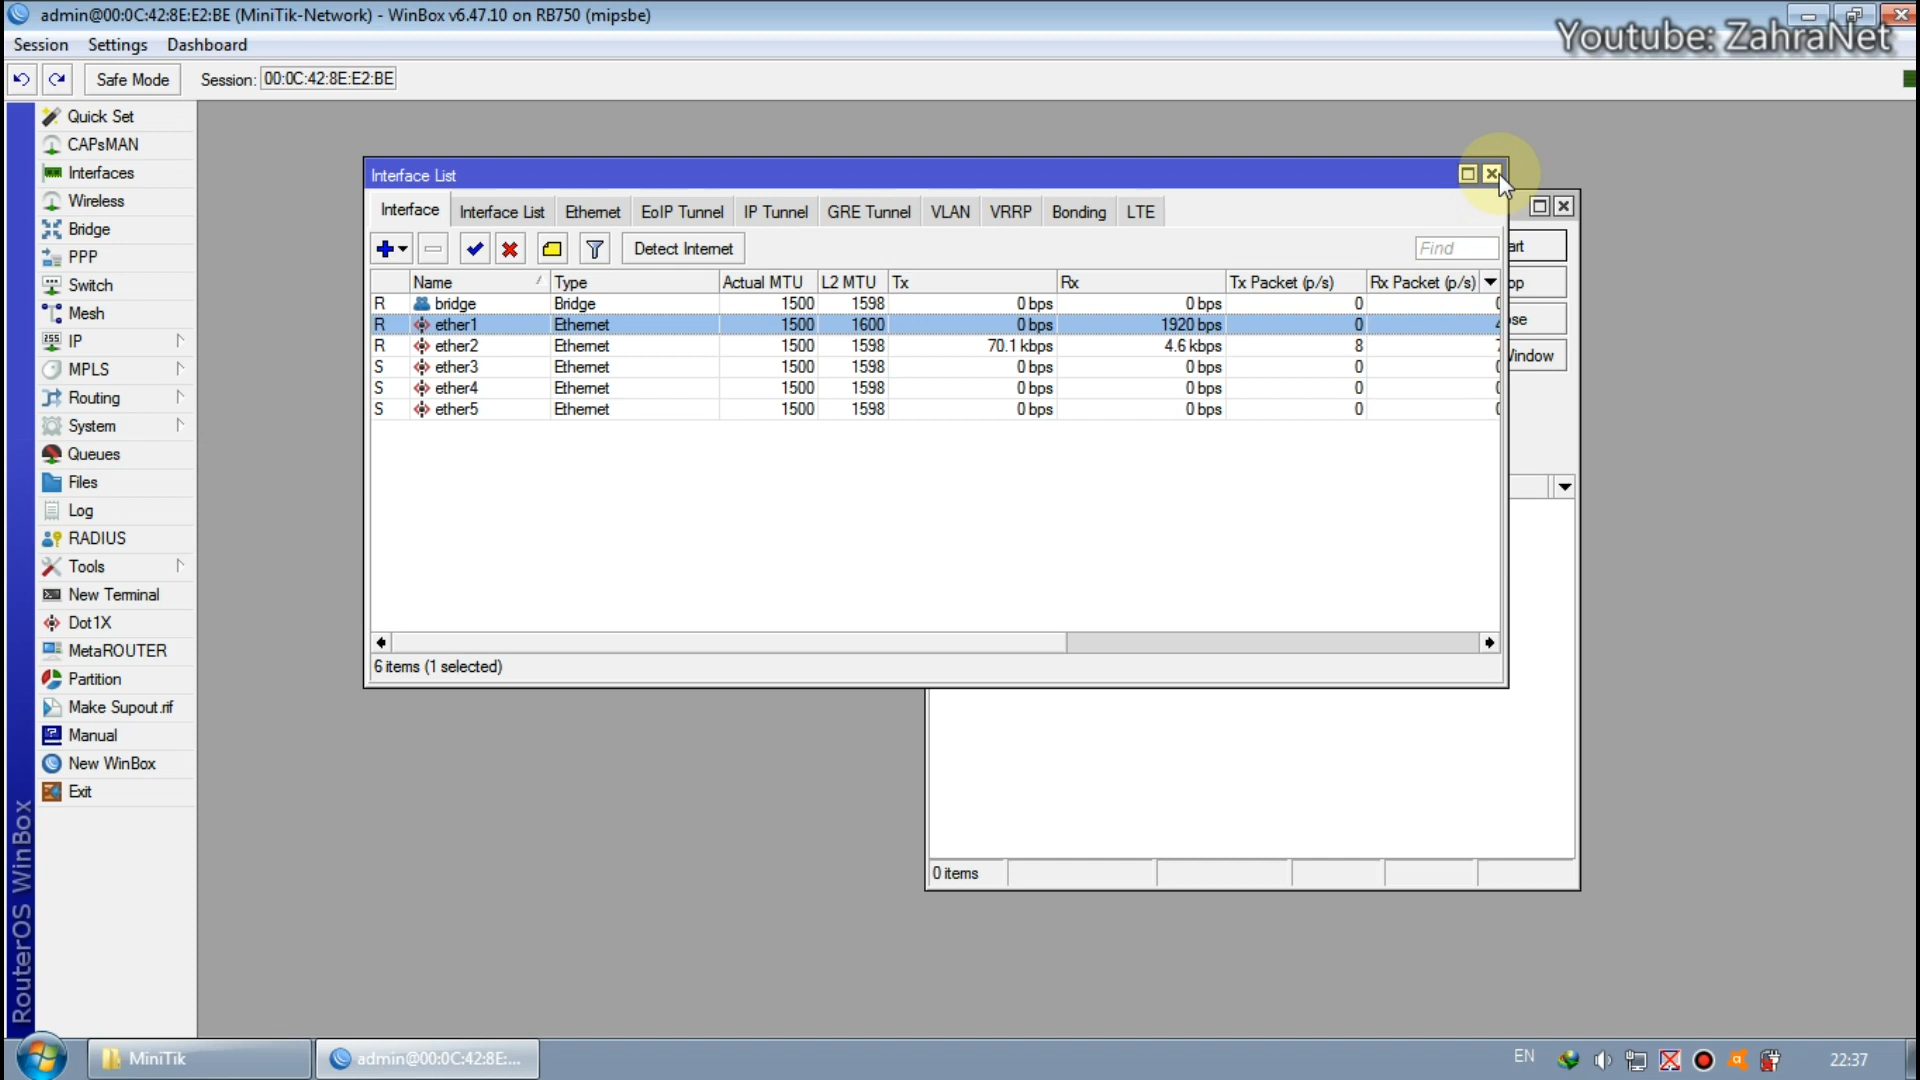 admin@00:0C:42:8E:E2:BE (MiniTik-Network) - WinBox v6.47.10 on RB750 (mipsbe)
Youtube: ZahraNet
Session Settings Dashboard
Safe Mode Session: 00:0C:42:8E:E2:BE
Quick Set
CAPsMAN
Interfaces
Wireless
Bridge
PPP
Switch
Mesh
IP
MPLS
Routing
System
Queues
Files
Log
RADIUS
Tools
New Terminal
Dot1X
MetaROUTER
Partition
Make Supout.rif
Manual
New WinBox
Exit
RouterOS WinBox
Interface List
Interface Interface List Ethernet EoIP Tunnel IP Tunnel GRE Tunnel VLAN VRRP Bonding LTE
Detect Internet Find
Name Type Actual MTU L2 MTU Tx Rx Tx Packet (p/s) Rx Packet (p/s)
R bridge Bridge 1500 1598 0 bps 0 bps 0 0
R ether1 Ethernet 1500 1600 0 bps 1920 bps 0
R ether2 Ethernet 1500 1598 70.1 kbps 4.6 kbps 8
S ether3 Ethernet 1500 1598 0 bps 0 bps 0 0
S ether4 Ethernet 1500 1598 0 bps 0 bps 0 0
S ether5 Ethernet 1500 1598 0 bps 0 bps 0 0
6 items (1 selected)
Window
0 items
MiniTik
admin@00:0C:42:8E:...
EN
22:37